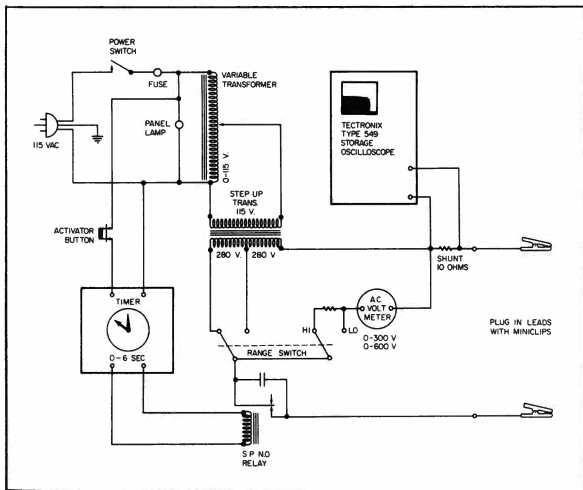 POWER
SWITCH
FUSE
VARIABLE
TRANSFORMER
PANEL
LAMP
115 VAC
0-115 V.
TECTRONIX
TYPE 549
STORAGE
OSCILLOSCOPE
STEP UP
TRANS.
115 V.
ACTIVATOR
BUTTON
280 V.
280 V
SHUNT
10 OHMS
TIMER
0-6 SEC
HI
LO
A.C.
VOLT
METER
0-300 V
0-600 V
PLUG IN LEADS
WITH MINICLIPS
RANGE SWITCH
S P N.O
RELAY